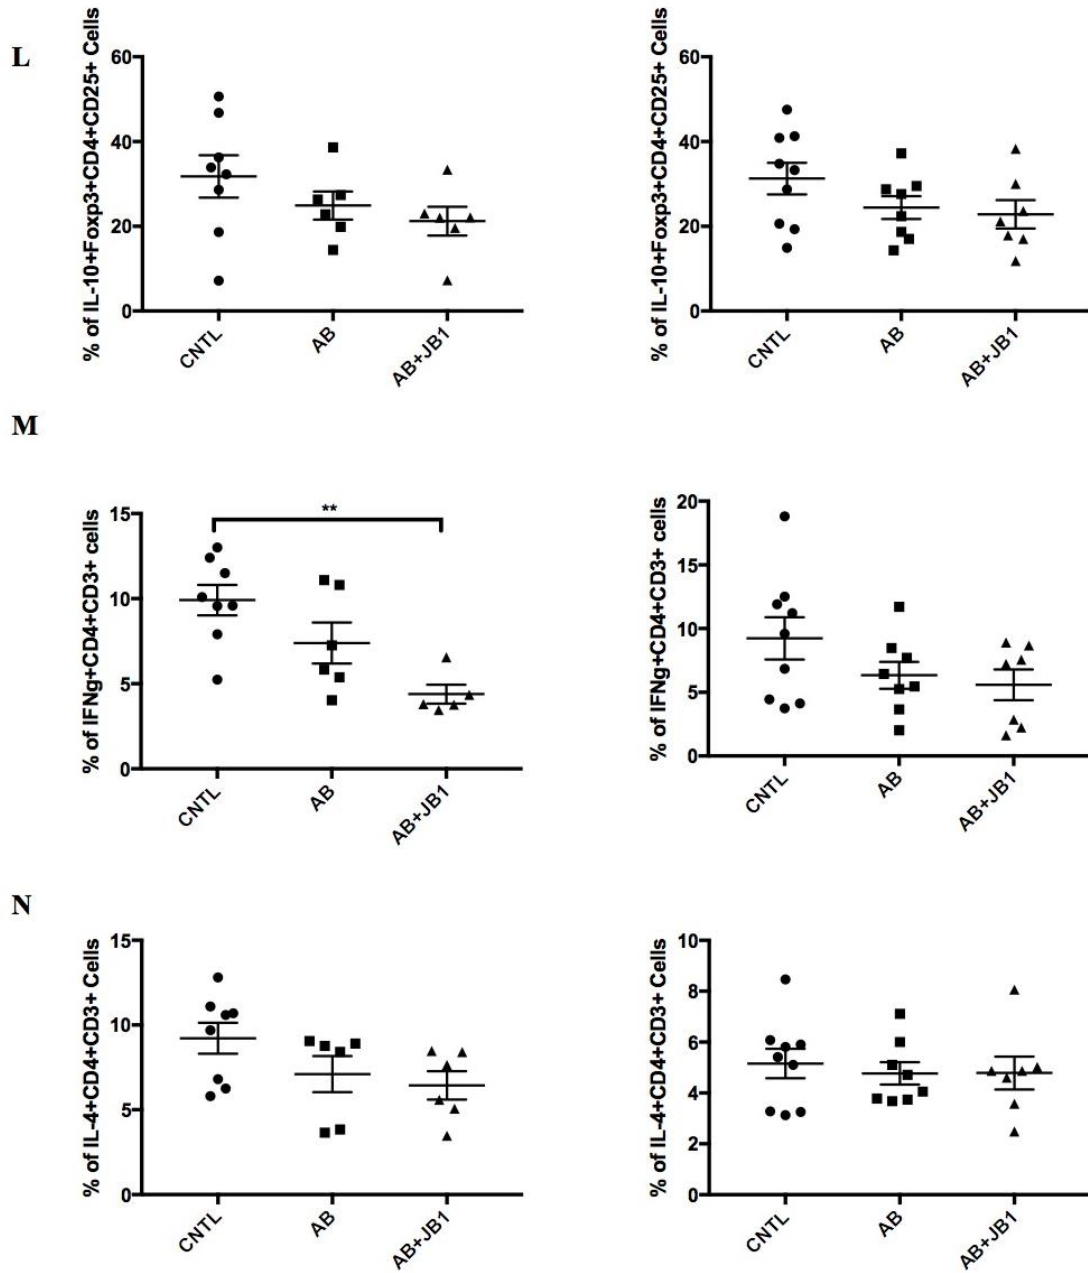 L
% of IL-10+Foxp3+CD4+CD25+ Cells
60
40
20
0
CNTL
AB
AB+JB1
% of IL-10+Foxp3+CD4+CD25+ Cells
60
40
20
0
CNTL
AB
AB+JB1
M
% of IFNg+CD4+CD3+ cells
15
10
5
0
**
CNTL
AB
AB+JB1
% of IFNg+CD4+CD3+ cells
20
15
10
5
0
CNTL
AB
AB+JB1
N
% of IL-4+CD4+CD3+ Cells
15
10
5
0
CNTL
AB
AB+JB1
% of IL-4+CD4+CD3+ Cells
10
8
6
4
2
0
CNTL
AB
AB+JB1